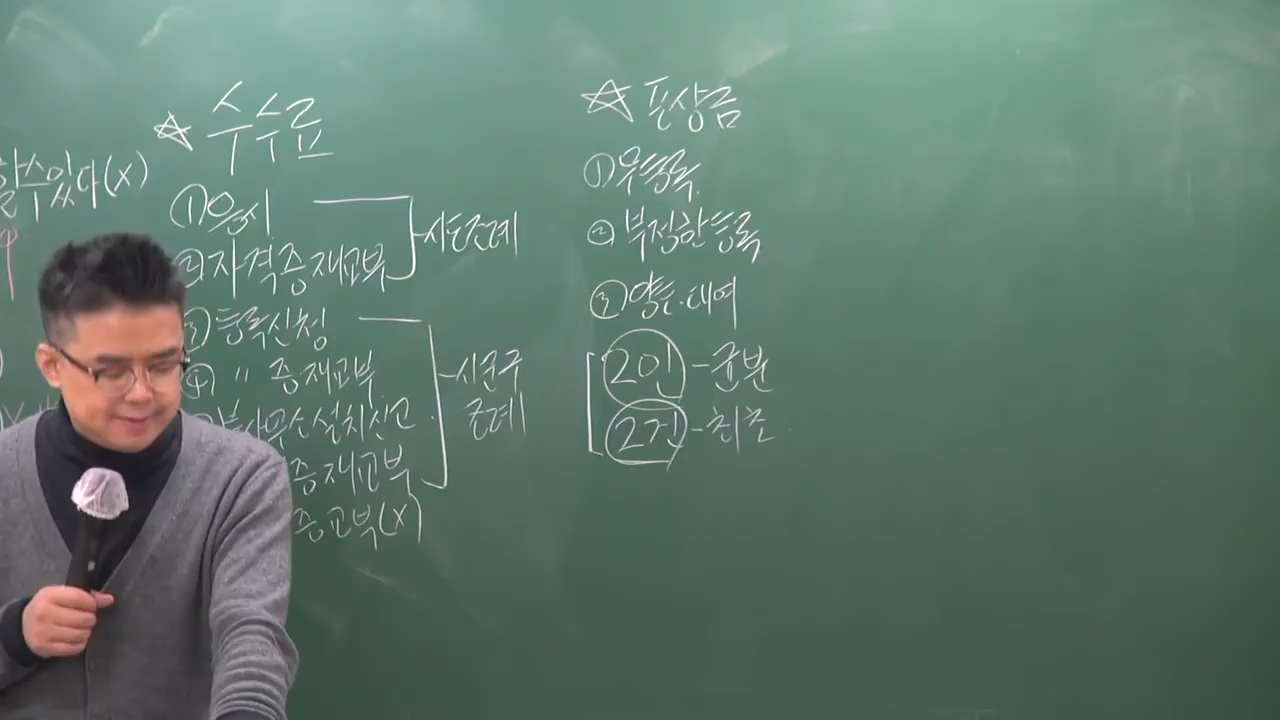 할 수 있다(X)
☆ 수수료
① 응시
② 자격증 재교부
시·도 조례
③ 등록신청
④ 〃 증 재교부
분사무소 설치신고
증 재교부
시군구
조례
증교부(X)
☆ 포상금
① 무등록
② 부정한 등록
③ 양도·대여
2인 - 균분
2건 - 최초